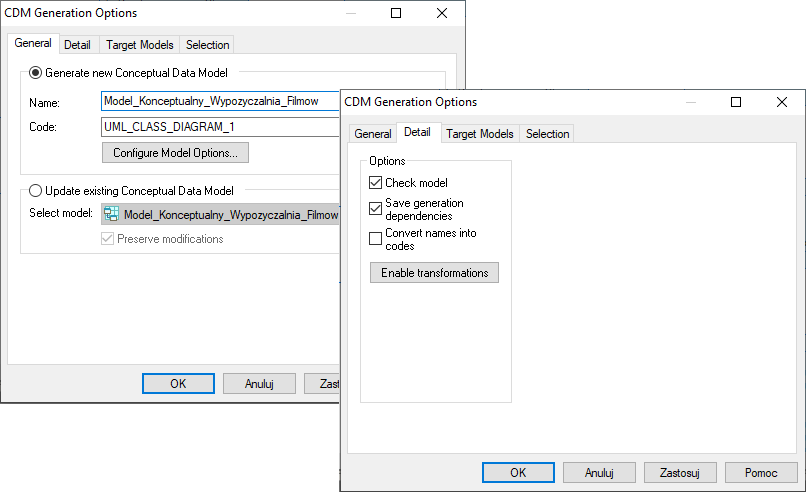 CDM Generation Options
General Detail Target Models Selection
Generate new Conceptual Data Model
Name: Model_Konceptualny_Wypozyczalnia_Filmow
Code: UML_CLASS_DIAGRAM_1
Configure Model Options...
Update existing Conceptual Data Model
Select model: Model_Konceptualny_Wypozyczalnia_Filmow
Preserve modifications
OK Anuluj Zast
CDM Generation Options
General Detail Target Models Selection
Options
Check model
Save generation
dependencies
Convert names into
codes
Enable transformations
OK Anuluj Zastosuj Pomoc